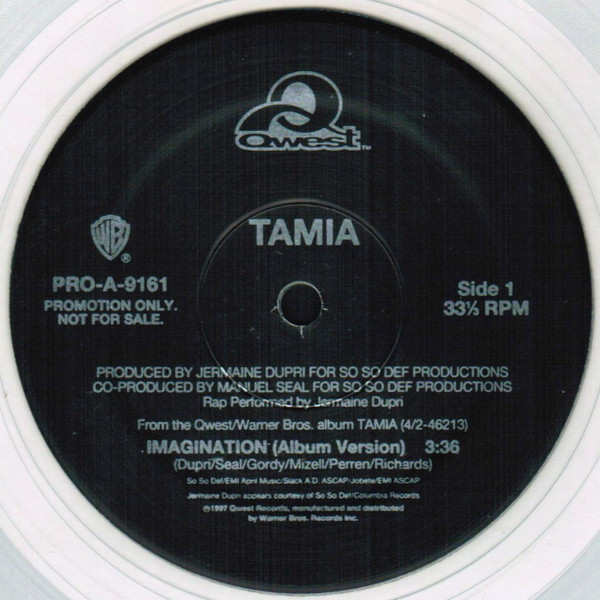 Qwest™
TAMIA
WB®
PRO-A-9161
PROMOTION ONLY.
NOT FOR SALE.
Side 1
33⅓ RPM
PRODUCED BY JERMAINE DUPRI FOR SO SO DEF PRODUCTIONS
CO-PRODUCED BY MANUEL SEAL FOR SO SO DEF PRODUCTIONS
Rap Performed by Jermaine Dupri
From the Qwest/Warner Bros. album TAMIA (4/2-46213)
IMAGINATION (Album Version) 3:36
(Dupri/Seal/Gordy/Mizell/Perren/Richards)
So So Def/EMI April Music/Slack A.D. ASCAP-Jobete/EMI ASCAP
Jermaine Dupri appears courtesy of So So Def/Columbia Records
℗1997 Qwest Records, manufactured and distributed
by Warner Bros. Records Inc.